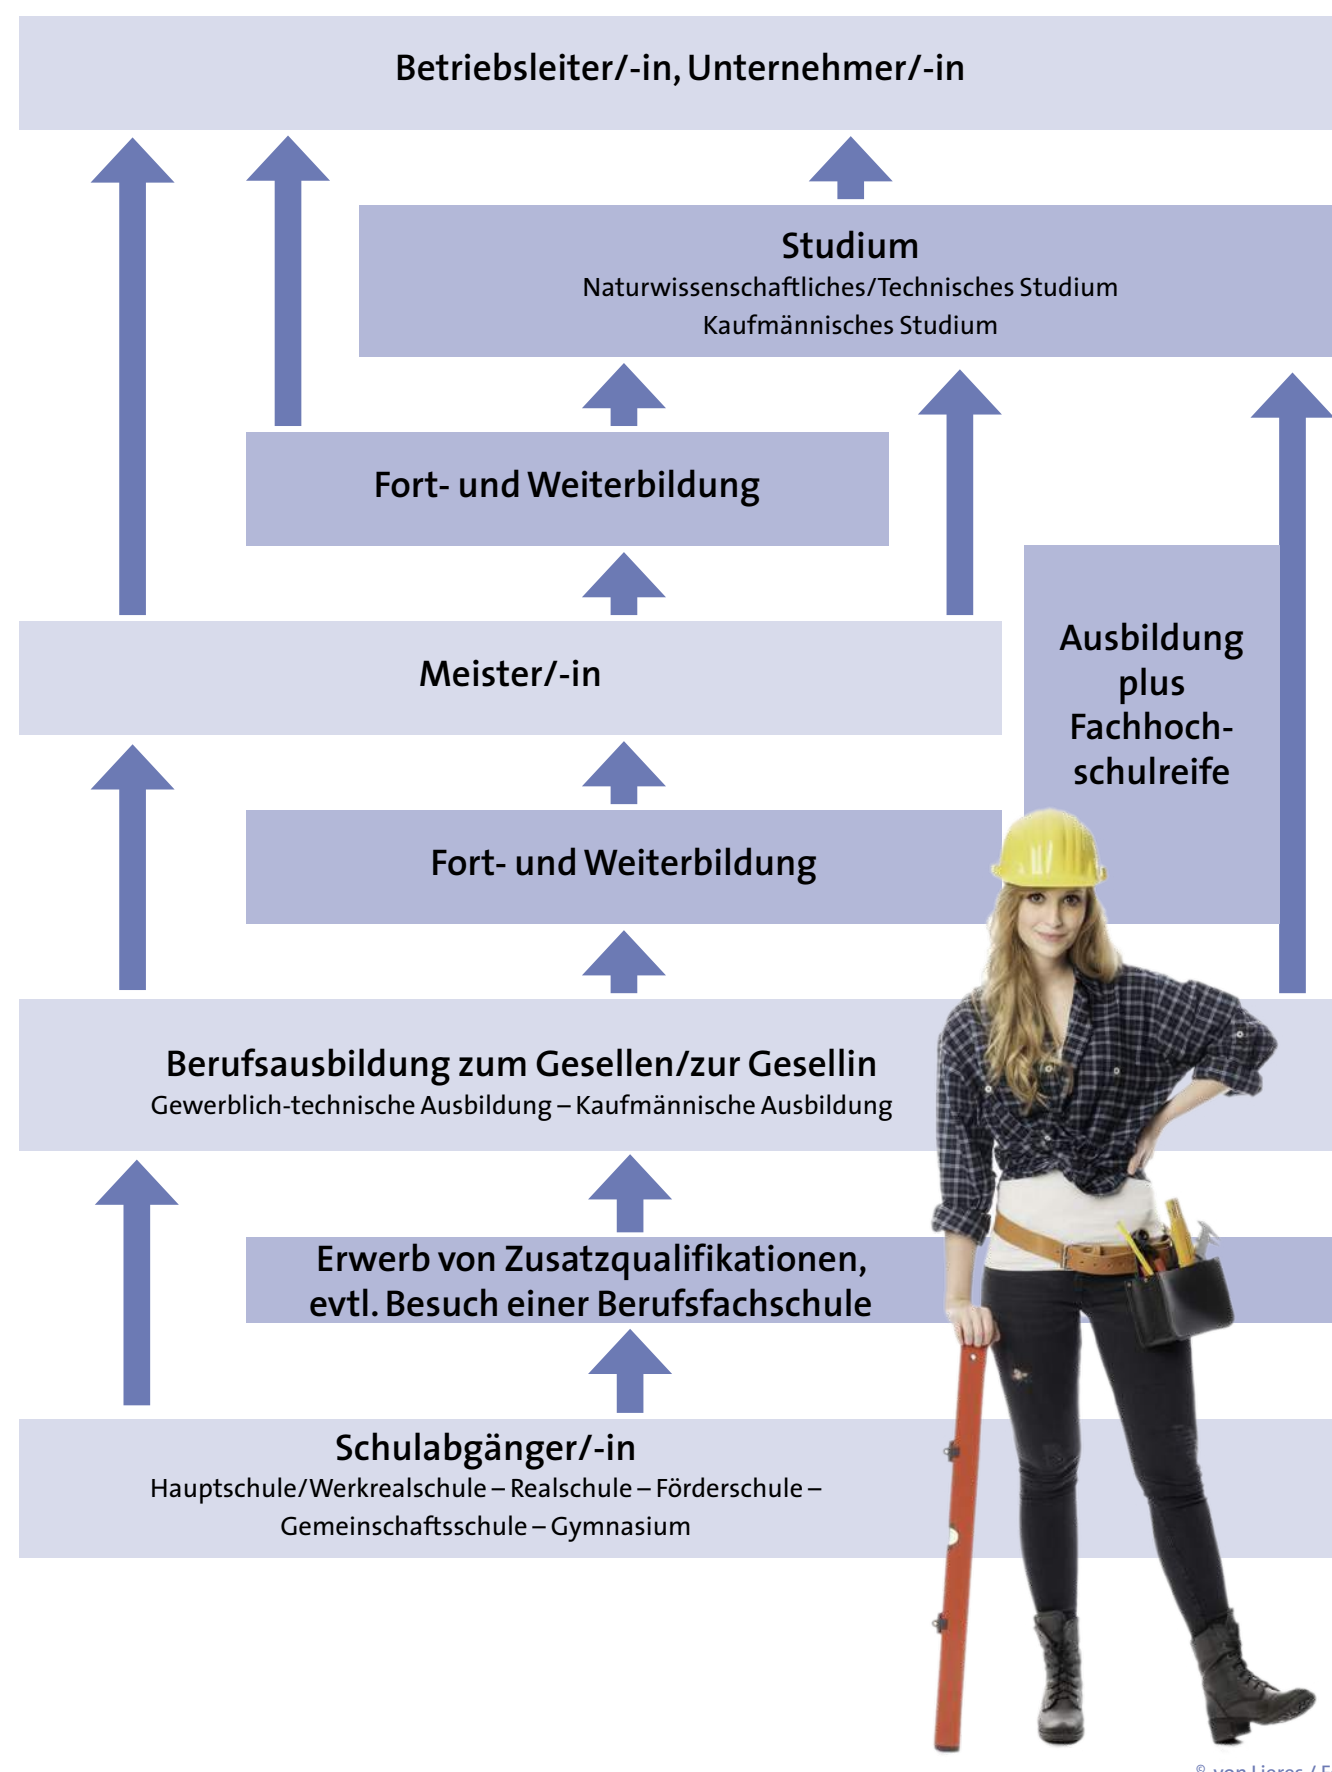 Betriebsleiter/-in, Unternehmer/-in
Studium
Naturwissenschaftliches/Technisches Studium
Kaufmännisches Studium
Fort- und Weiterbildung
Meister/-in
Ausbildung
plus
Fachhoch-
schulreife
Fort- und Weiterbildung
Berufsausbildung zum Gesellen/zur Gesellin
Gewerblich-technische Ausbildung – Kaufmännische Ausbildung
Erwerb von Zusatzqualifikationen,
evtl. Besuch einer Berufsfachschule
Schulabgänger/-in
Hauptschule/Werkrealschule – Realschule – Förderschule –
Gemeinschaftsschule – Gymnasium
© von Lieres /